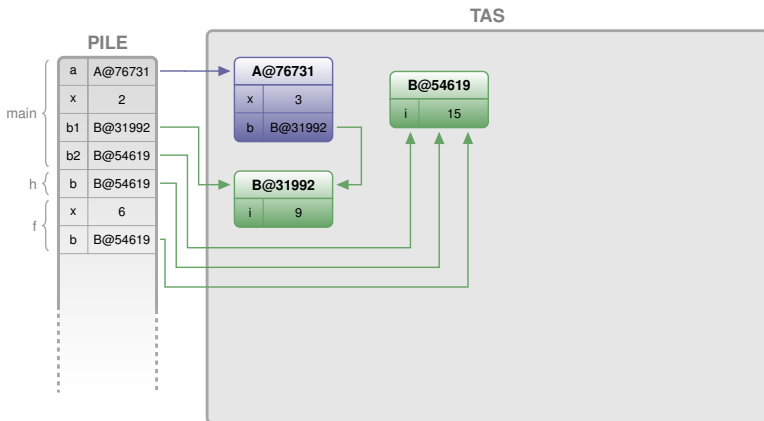 TAS
PILE
main
a A@76731
x 2
b1 B@31992
b2 B@54619
h
b B@54619
f
x 6
b B@54619
A@76731
x 3
b B@31992
B@54619
i 15
B@31992
i 9